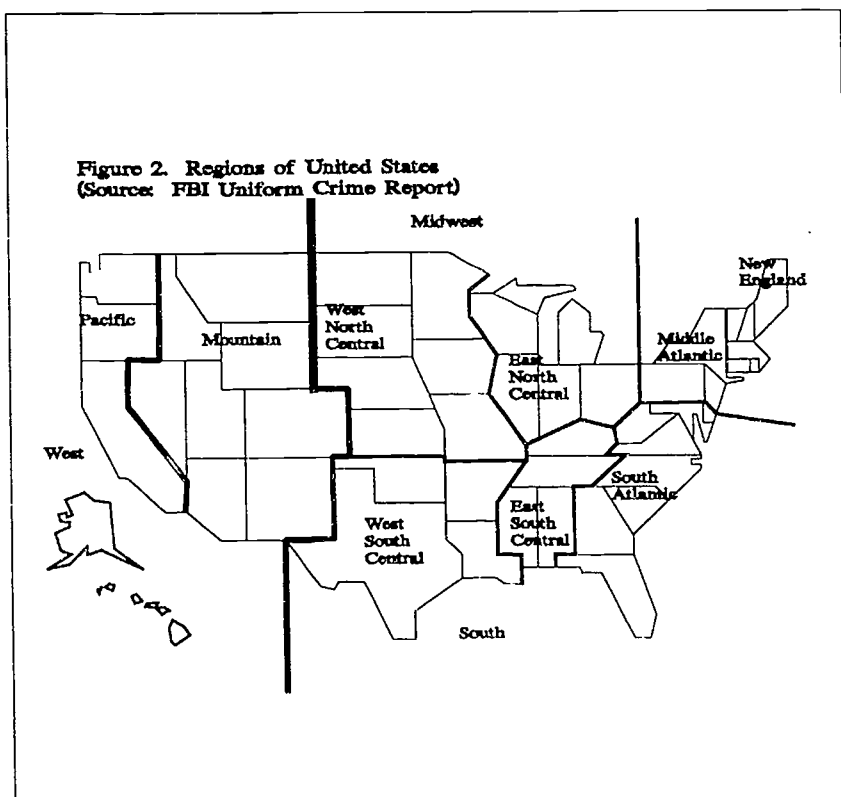 Figure 2. Regions of United States
(Source: FBI Uniform Crime Report)
Midwest
New
England
Pacific
Mountain
West
North
Central
Middle
Atlantic
East
North
Central
West
South
Atlantic
West
South
Central
East
South
Central
South